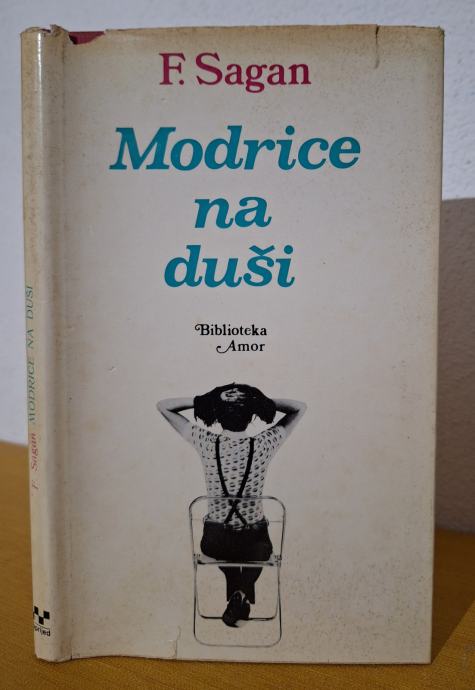 F. Sagan
Modrice
na
duši
Biblioteka
Amor
F. Sagan MODRICE NA DUŠI